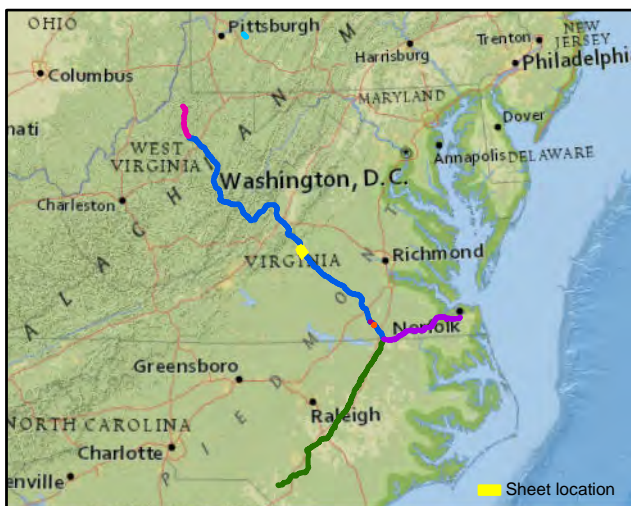 OHIO
Pittsburgh
NEW
JERSEY
Trenton
Harrisburg
Philadelphia
Columbus
MARYLAND
nati
Dover
WEST
VIRGINIA
Annapolis
DELAWARE
Washington, D.C.
Charleston
VIRGINIA
Richmond
Norfolk
Greensboro
Raleigh
NORTH CAROLINA
Charlotte
enville
A P P A L A C H I A N M
P I E D M O N T
Sheet location